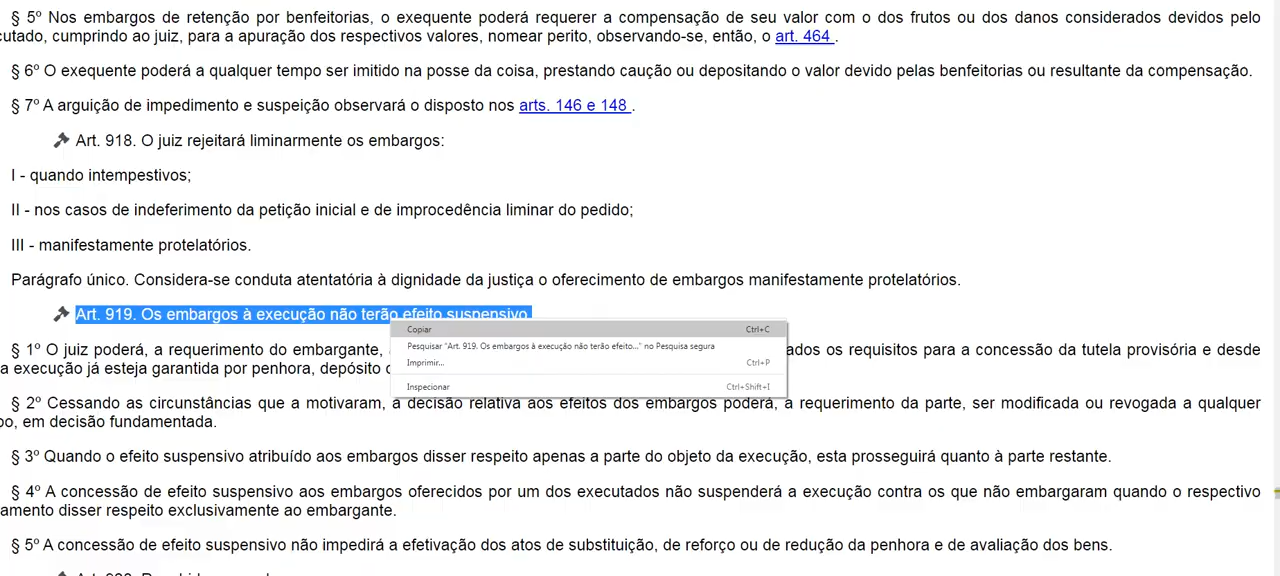 § 5º Nos embargos de retenção por benfeitorias, o exequente poderá requerer a compensação de seu valor com o dos frutos ou dos danos considerados devidos pelo
cutado, cumprindo ao juiz, para a apuração dos respectivos valores, nomear perito, observando-se, então, o art. 464 .
§ 6º O exequente poderá a qualquer tempo ser imitido na posse da coisa, prestando caução ou depositando o valor devido pelas benfeitorias ou resultante da compensação.
§ 7º A arguição de impedimento e suspeição observará o disposto nos arts. 146 e 148 .
Art. 918. O juiz rejeitará liminarmente os embargos:
I - quando intempestivos;
II - nos casos de indeferimento da petição inicial e de improcedência liminar do pedido;
III - manifestamente protelatórios.
Parágrafo único. Considera-se conduta atentatória à dignidade da justiça o oferecimento de embargos manifestamente protelatórios.
Art. 919. Os embargos à execução não terão efeito suspensivo.
Copiar Ctrl+C
Pesquisar "Art. 919. Os embargos à execução não terão efeito..." no Pesquisa segura
Imprimir... Ctrl+P
Inspecionar Ctrl+Shift+I
§ 1º O juiz poderá, a requerimento do embargante, ados os requisitos para a concessão da tutela provisória e desde
a execução já esteja garantida por penhora, depósito
§ 2º Cessando as circunstâncias que a motivaram, a decisão relativa aos efeitos dos embargos poderá, a requerimento da parte, ser modificada ou revogada a qualquer
po, em decisão fundamentada.
§ 3º Quando o efeito suspensivo atribuído aos embargos disser respeito apenas a parte do objeto da execução, esta prosseguirá quanto à parte restante.
§ 4º A concessão de efeito suspensivo aos embargos oferecidos por um dos executados não suspenderá a execução contra os que não embargaram quando o respectivo
amento disser respeito exclusivamente ao embargante.
§ 5º A concessão de efeito suspensivo não impedirá a efetivação dos atos de substituição, de reforço ou de redução da penhora e de avaliação dos bens.